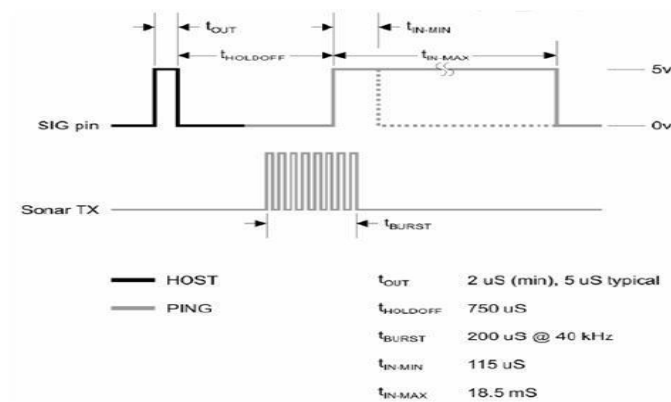 tOUT tIN-MIN
tHOLDOFF tIN-MAX
5v
SIG pin 0v
Sonar TX
tBURST
HOST tOUT 2 uS (min), 5 uS typical
PING tHOLDOFF 750 uS
tBURST 200 uS @ 40 kHz
tIN-MIN 115 uS
tIN-MAX 18.5 mS